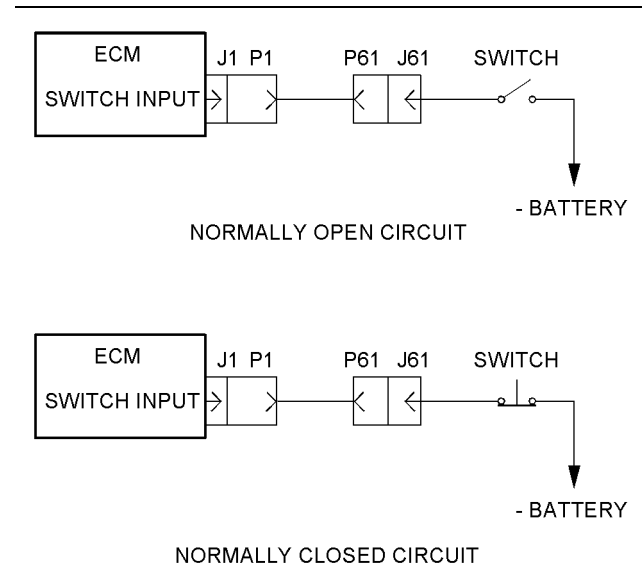 ECM
J1 P1
P61 J61
SWITCH
SWITCH INPUT
- BATTERY
NORMALLY OPEN CIRCUIT
ECM
J1 P1
P61 J61
SWITCH
SWITCH INPUT
- BATTERY
NORMALLY CLOSED CIRCUIT